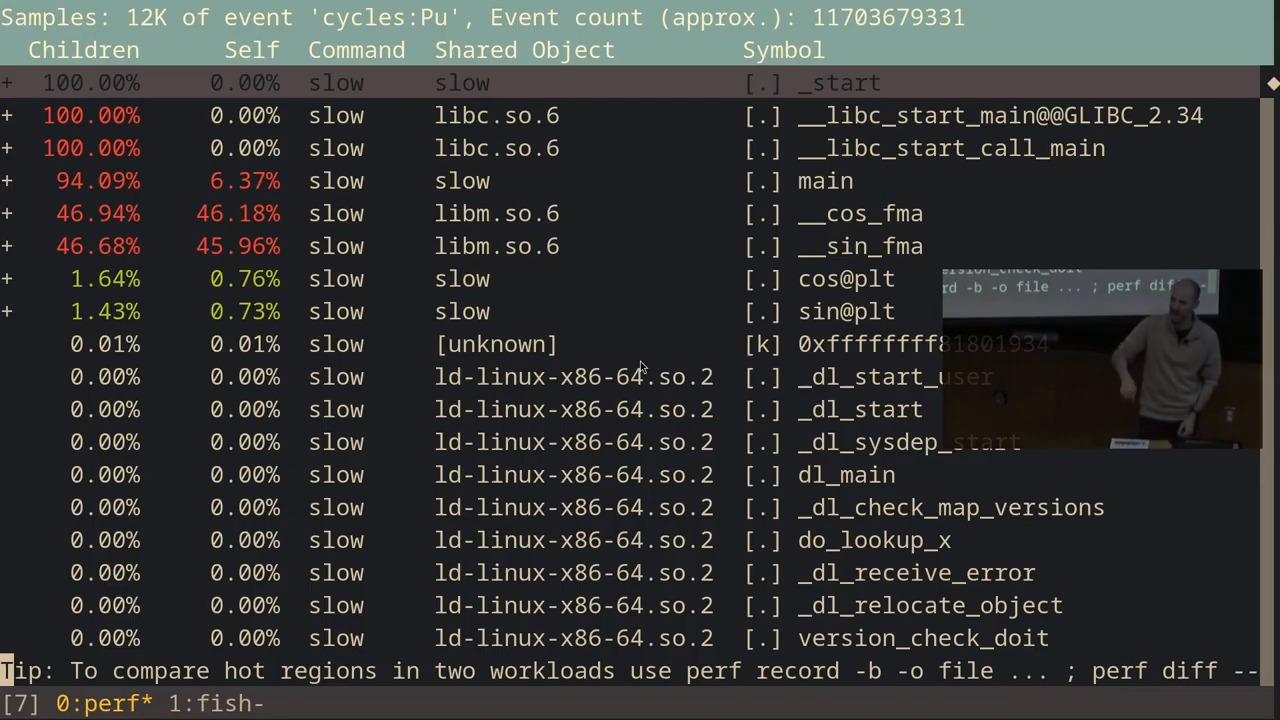 Samples: 12K of event 'cycles:Pu', Event count (approx.): 11703679331
Children Self Command Shared Object Symbol
+ 100.00% 0.00% slow slow [.] _start
+ 100.00% 0.00% slow libc.so.6 [.] __libc_start_main@@GLIBC_2.34
+ 100.00% 0.00% slow libc.so.6 [.] __libc_start_call_main
+ 94.09% 6.37% slow slow [.] main
+ 46.94% 46.18% slow libm.so.6 [.] __cos_fma
+ 46.68% 45.96% slow libm.so.6 [.] __sin_fma
+ 1.64% 0.76% slow slow [.] cos@plt
+ 1.43% 0.73% slow slow [.] sin@plt
0.01% 0.01% slow [unknown] [k] 0xffffffff81801934
0.00% 0.00% slow ld-linux-x86-64.so.2 [.] _dl_start_user
0.00% 0.00% slow ld-linux-x86-64.so.2 [.] _dl_start
0.00% 0.00% slow ld-linux-x86-64.so.2 [.] _dl_sysdep_start
0.00% 0.00% slow ld-linux-x86-64.so.2 [.] dl_main
0.00% 0.00% slow ld-linux-x86-64.so.2 [.] _dl_check_map_versions
0.00% 0.00% slow ld-linux-x86-64.so.2 [.] do_lookup_x
0.00% 0.00% slow ld-linux-x86-64.so.2 [.] _dl_receive_error
0.00% 0.00% slow ld-linux-x86-64.so.2 [.] _dl_relocate_object
0.00% 0.00% slow ld-linux-x86-64.so.2 [.] version_check_doit
Tip: To compare hot regions in two workloads use perf record -b -o file ... ; perf diff --
[7] 0:perf* 1:fish-
ersion_check_doit
rd -b -o file ... ; perf dif